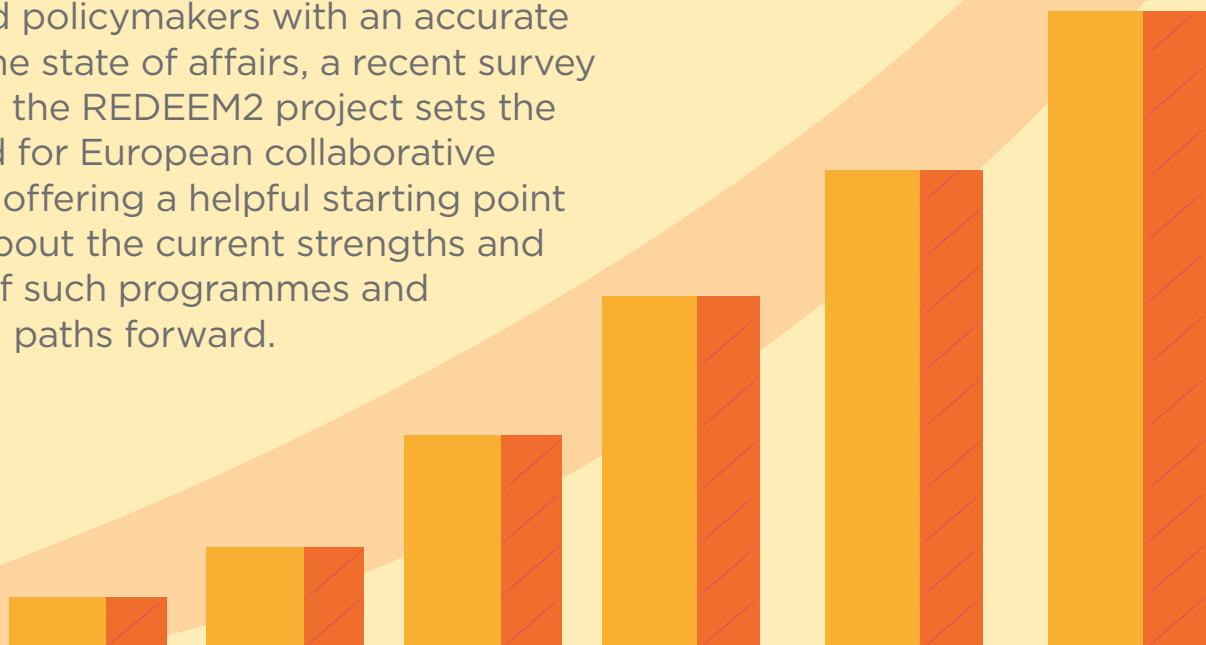 d policymakers with an accurate
he state of affairs, a recent survey
the REDEEM2 project sets the
d for European collaborative
offering a helpful starting point
bout the current strengths and
f such programmes and
paths forward.